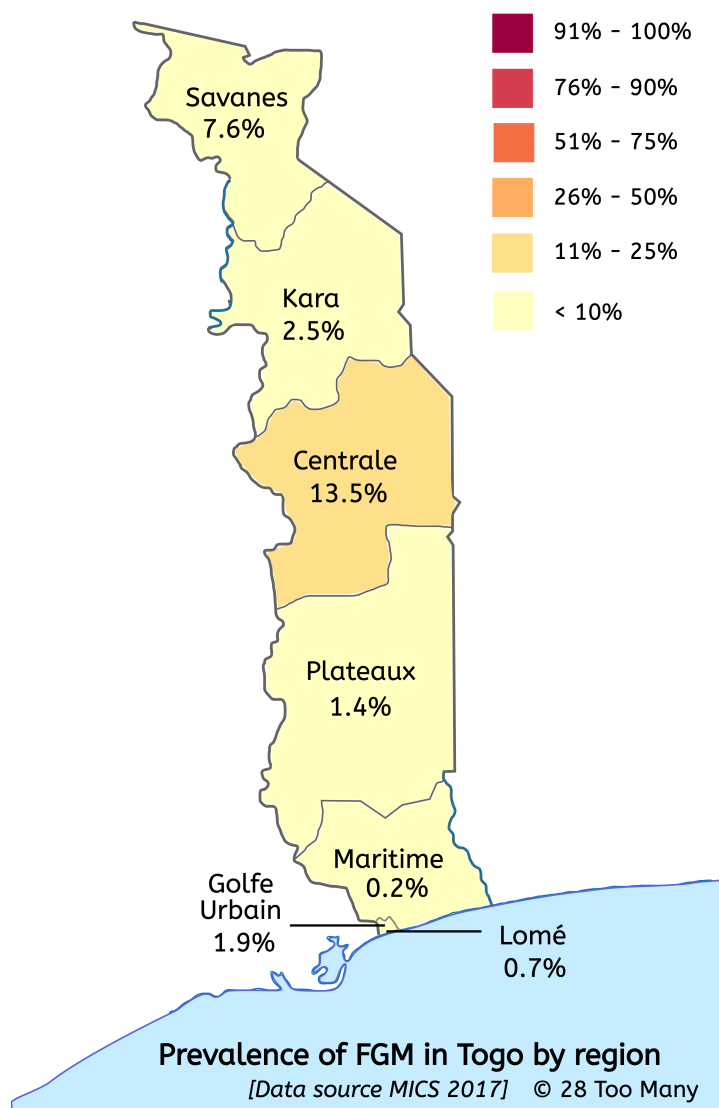 91% - 100%
76% - 90%
51% - 75%
26% - 50%
11% - 25%
< 10%
Savanes
7.6%
Kara
2.5%
Centrale
13.5%
Plateaux
1.4%
Maritime
0.2%
Golfe
Urbain
1.9%
Lomé
0.7%
Prevalence of FGM in Togo by region
[Data source MICS 2017] © 28 Too Many